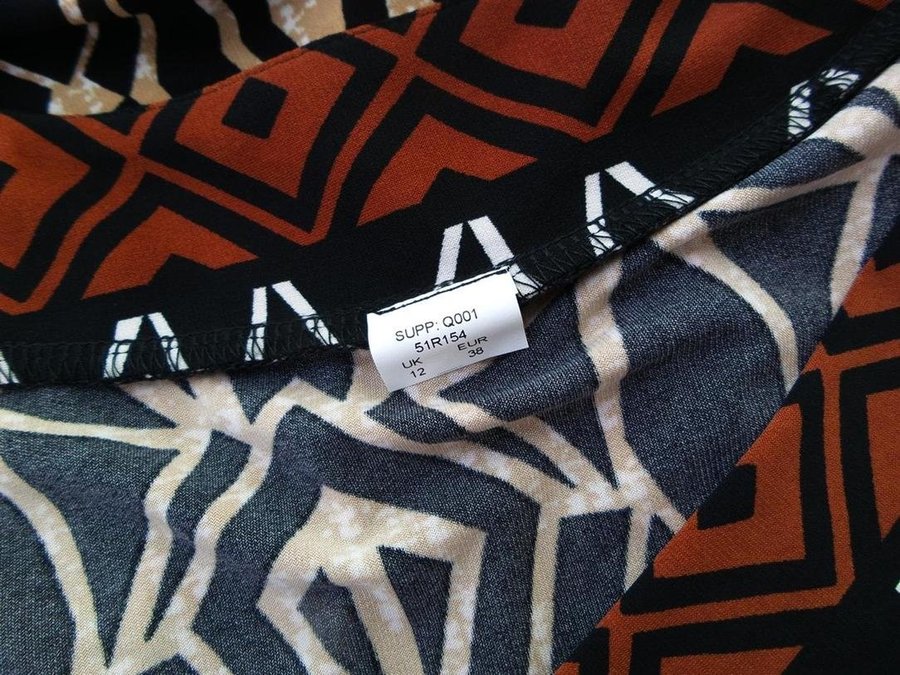 SUPP: Q001
51R154
UK EUR
12 38